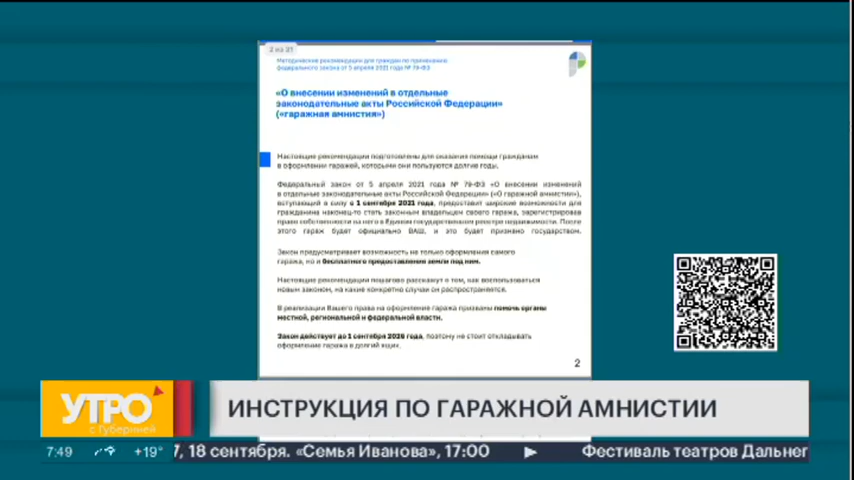 2 из 31
Методические рекомендации для граждан по применению
федерального закона от 5 апреля 2021 года № 79-ФЗ
«О внесении изменений в отдельные
законодательные акты Российской Федерации»
(«гаражная амнистия»)
Настоящие рекомендации подготовлены для оказания помощи гражданам
в оформлении гаражей, которыми они пользуются долгие годы.
Федеральный закон от 5 апреля 2021 года № 79-ФЗ «О внесении изменений
в отдельные законодательные акты Российской Федерации» («О гаражной амнистии»),
вступающий в силу с 1 сентября 2021 года, предоставит широкие возможности для
гражданина наконец-то стать законным владельцем своего гаража, зарегистрировав
право собственности на него в Едином государственном реестре недвижимости. После
этого гараж будет официально ВАШ, и это будет признано государством.
Закон предусматривает возможность не только оформления самого
гаража, но и бесплатного предоставления земли под ним.
Настоящие рекомендации пошагово расскажут о том, как воспользоваться
новым законом, на какие конкретно случаи он распространяется.
В реализации Вашего права на оформление гаража призваны помочь органы
местной, региональной и федеральной власти.
Закон действует до 1 сентября 2026 года, поэтому не стоит откладывать
оформление гаража в долгий ящик.
2
УТРО
с Губернией
ИНСТРУКЦИЯ ПО ГАРАЖНОЙ АМНИСТИИ
7:49 +19° 7, 18 сентября. «Семья Иванова», 17:00 Фестиваль театров Дальнег